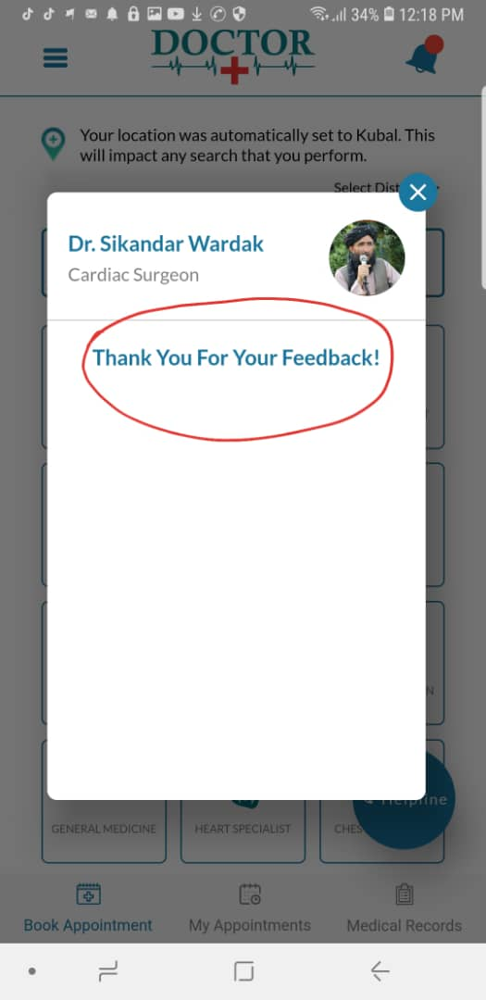 34% 12:18 PM
DOCTOR
Your location was automatically set to Kubal. This
will impact any search that you perform.
Select Dist
Dr. Sikandar Wardak
Cardiac Surgeon
Thank You For Your Feedback!
N
Helpline
GENERAL MEDICINE
HEART SPECIALIST
CHES
Book Appointment
My Appointments
Medical Records